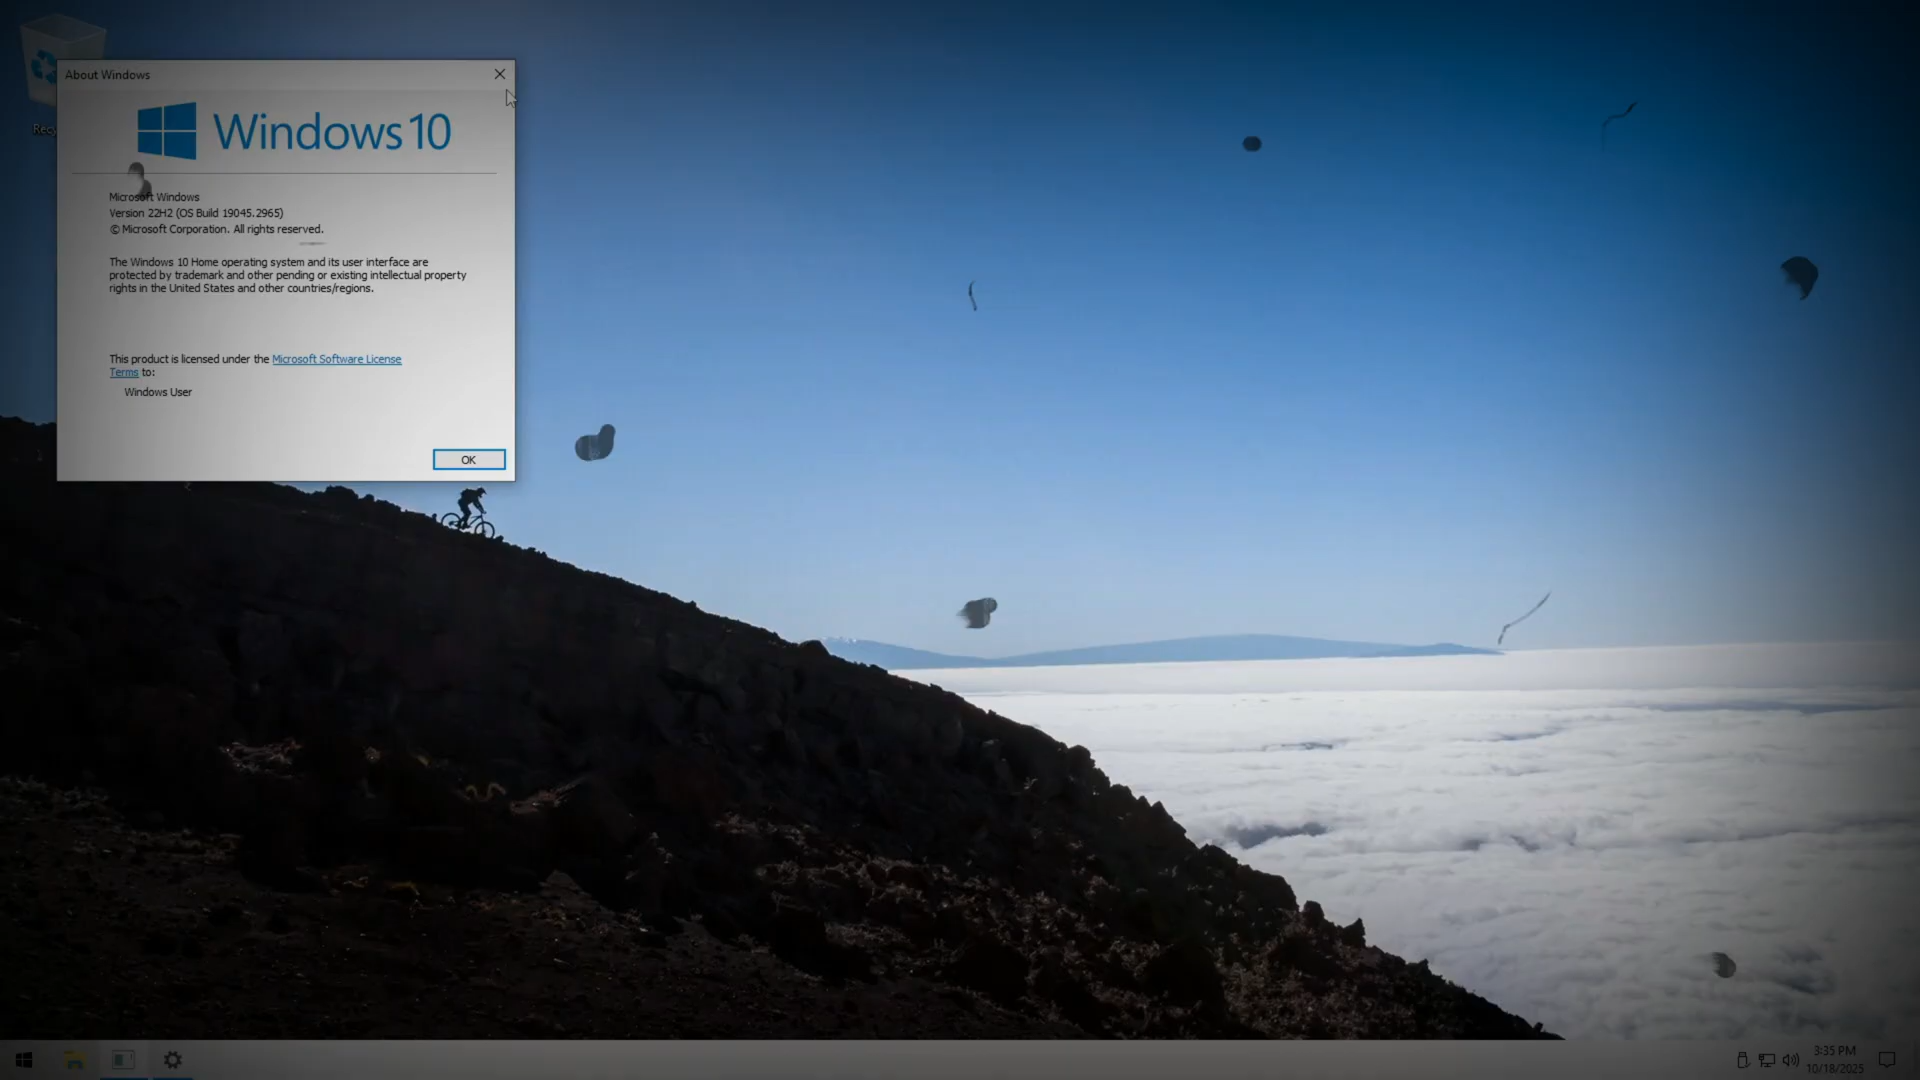 About Windows
Windows 10
Recy
Microsoft Windows
Version 22H2 (OS Build 19045.2965)
© Microsoft Corporation. All rights reserved.
The Windows 10 Home operating system and its user interface are
protected by trademark and other pending or existing intellectual property
rights in the United States and other countries/regions.
This product is licensed under the Microsoft Software License
Terms to:
Windows User
OK
3:35 PM
10/18/2025